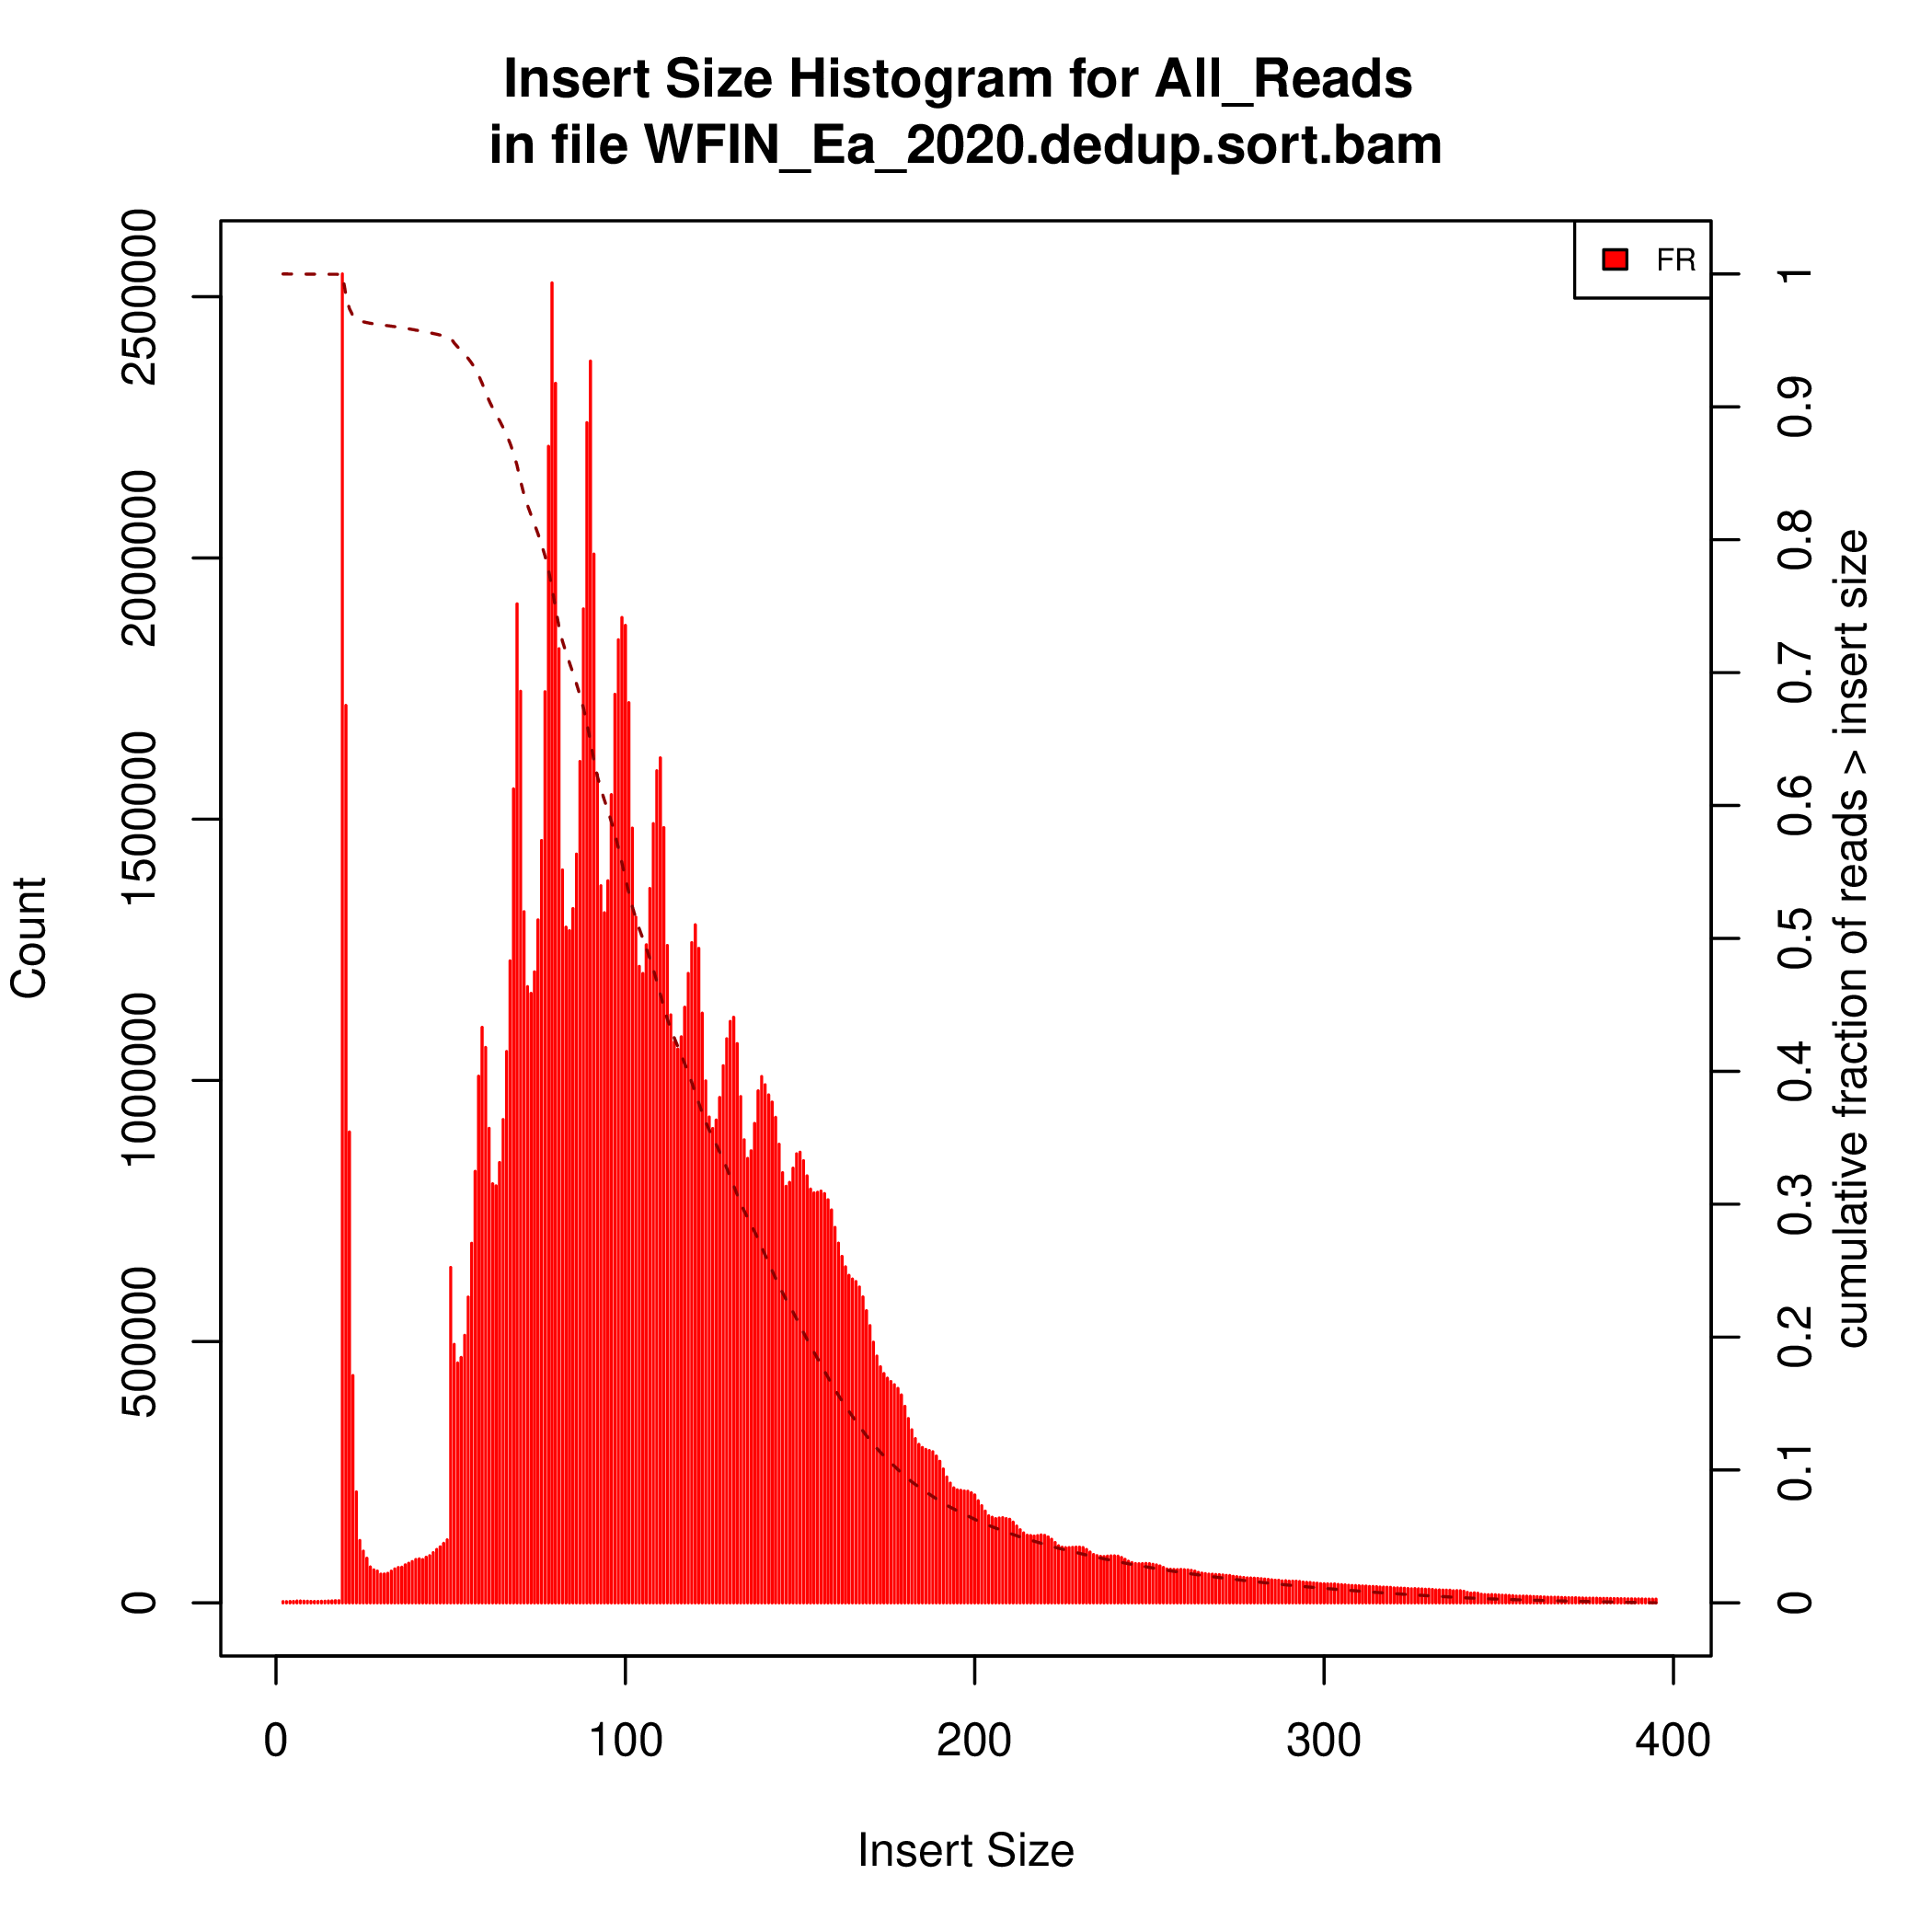 Insert Size Histogram for All_Reads
in file WFIN_Ea_2020.dedup.sort.bam
FR
Count
0
500000
1000000
1500000
2000000
2500000
0
0.1
0.2
0.3
0.4
0.5
0.6
0.7
0.8
0.9
1
cumulative fraction of reads > insert size
0 100 200 300 400
Insert Size